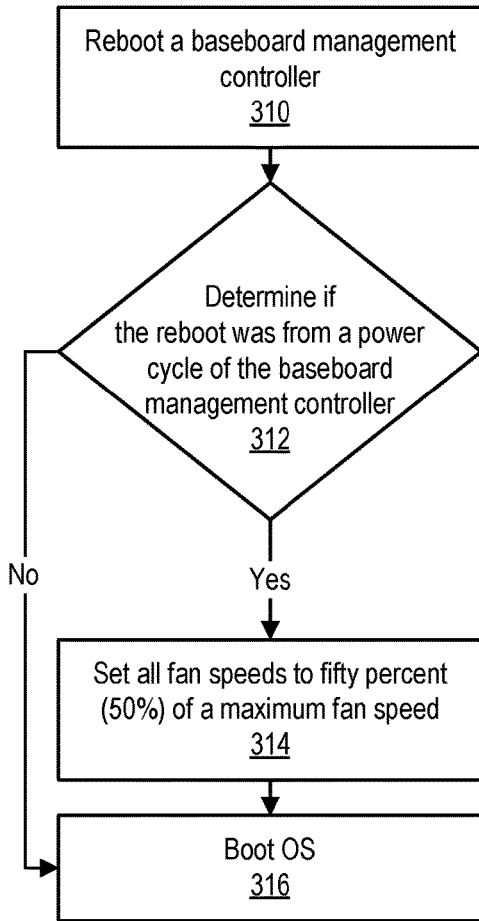 Reboot a baseboard management
controller
310
Determine if
the reboot was from a power
cycle of the baseboard
management controller
312
No
Yes
Set all fan speeds to fifty percent
(50%) of a maximum fan speed
314
Boot OS
316